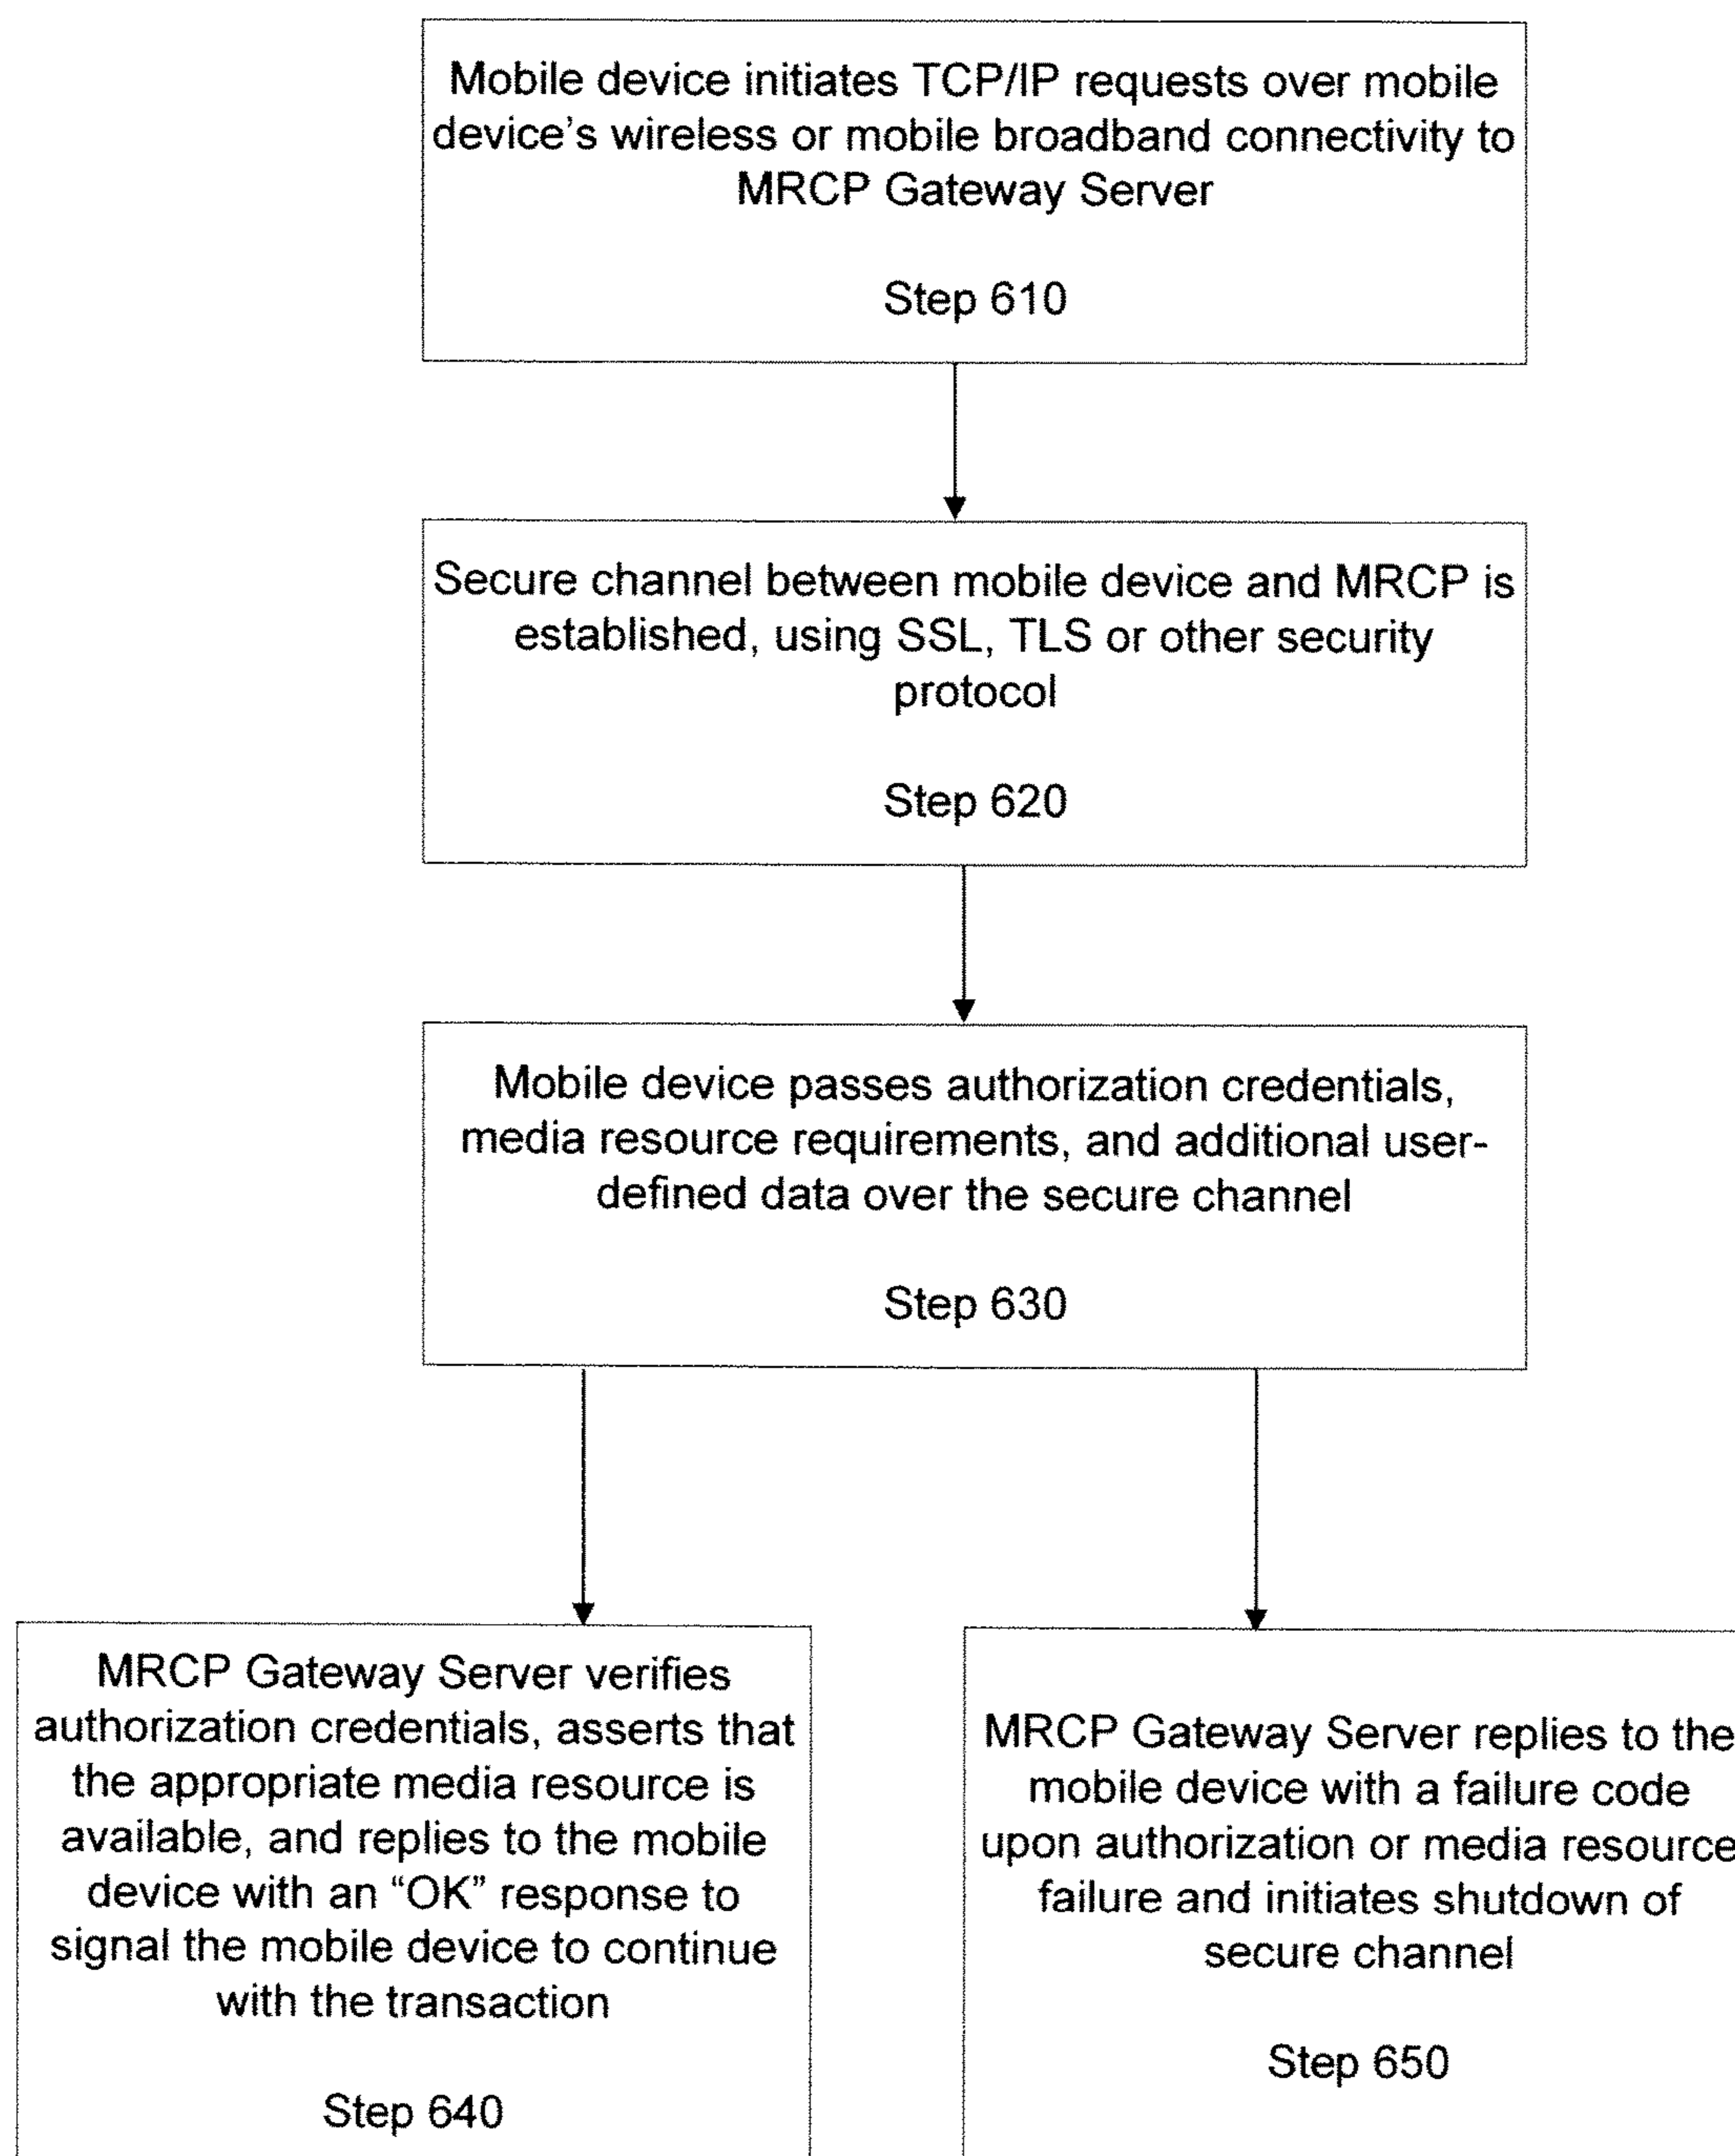 Mobile device initiates TCP/IP requests over mobile
device's wireless or mobile broadband connectivity to
MRCP Gateway Server
Step 610
Secure channel between mobile device and MRCP is
established, using SSL, TLS or other security
protocol
Step 620
Mobile device passes authorization credentials,
media resource requirements, and additional user-
defined data over the secure channel
Step 630
MRCP Gateway Server verifies
authorization credentials, asserts that
the appropriate media resource is
available, and replies to the mobile
device with an “OK” response to
signal the mobile device to continue
with the transaction
Step 640
MRCP Gateway Server replies to the
mobile device with a failure code
upon authorization or media resource
failure and initiates shutdown of
secure channel
Step 650